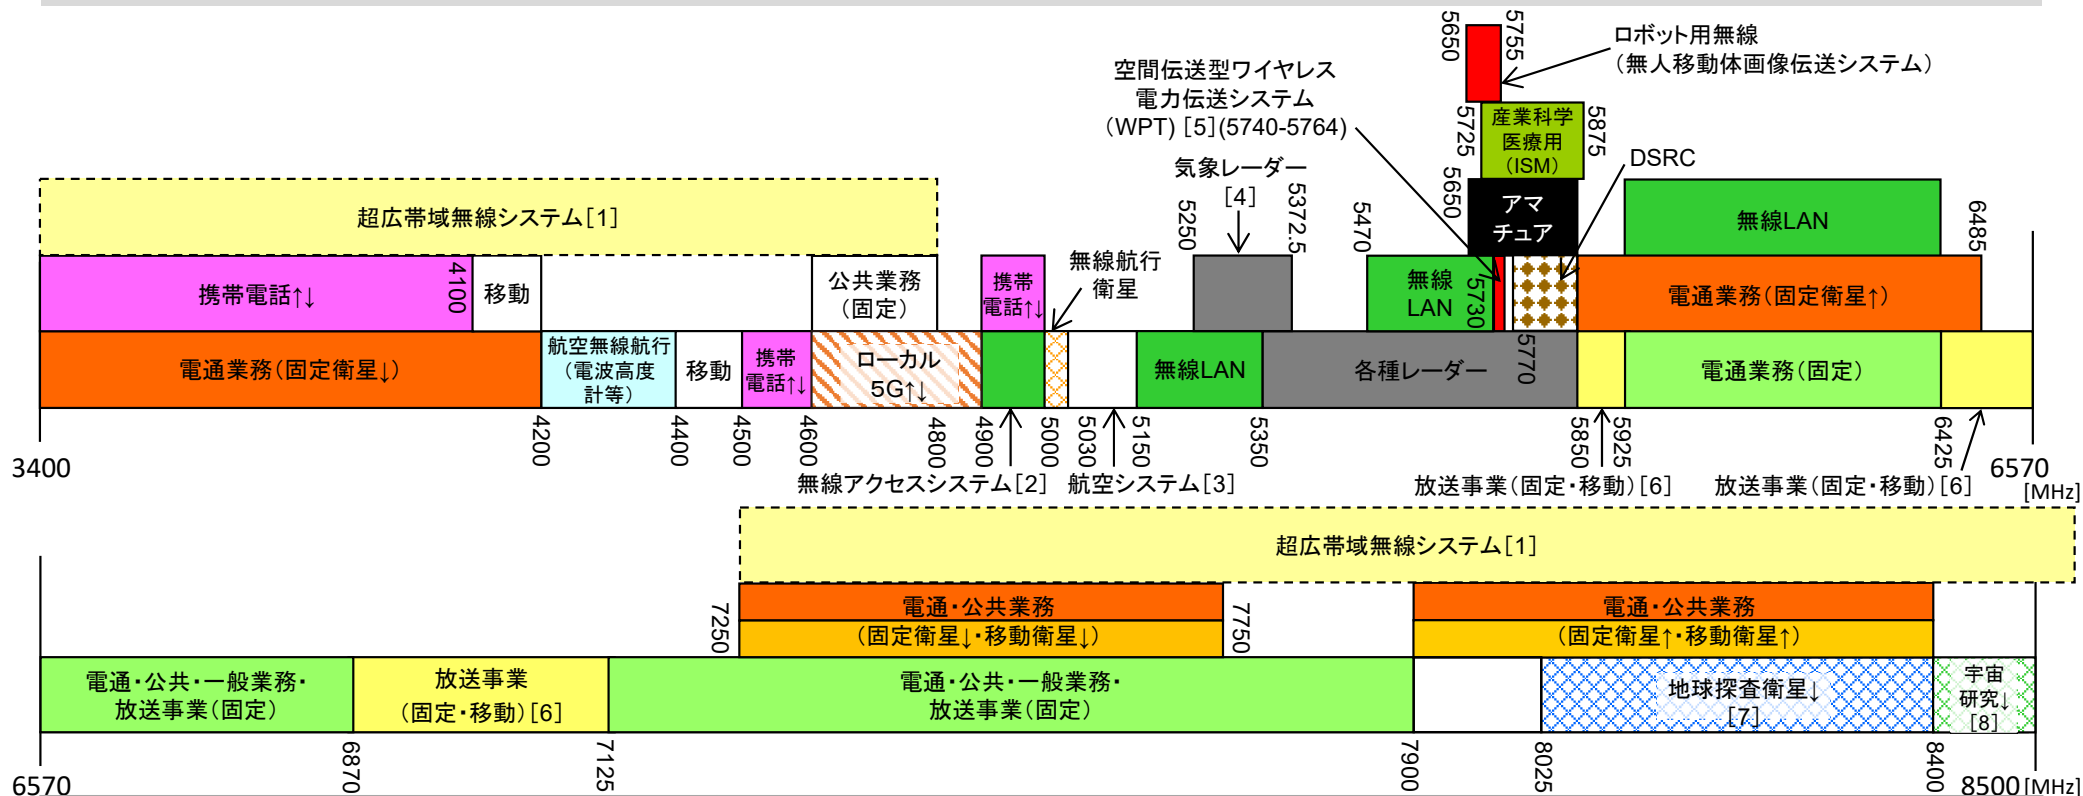 5650
5755
ロボット用無線
（無人移動体画像伝送システム）
空間伝送型ワイヤレス
電力伝送システム
（WPT）［5］(5740-5764)
5725
産業科学
医療用
（ISM）
5875
DSRC
気象レーダー
［4］
5250
5372.5
5470
5650
アマ
チュア
無線LAN
6485
超広帯域無線システム［1］
携帯電話↑↓
4100
移動
公共業務
（固定）
携帯
電話↑↓
無線航行
衛星
無線
LAN
5730
電通業務（固定衛星↑）
電通業務（固定衛星↓）
航空無線航行
（電波高度
計等）
移動
携帯
電話↑↓
ローカル
5G↑↓
無線LAN
各種レーダー
5770
電通業務（固定）
3400
4200
4400
4500
4600
4800
4900
5000
5030
5150
5350
5850
5925
6425
6570
[MHz]
無線アクセスシステム［2］
航空システム［3］
放送事業（固定・移動）［6］
放送事業（固定・移動）［6］
超広帯域無線システム［1］
7250
電通・公共業務
（固定衛星↓・移動衛星↓）
7750
電通・公共業務
（固定衛星↑・移動衛星↑）
電通・公共・一般業務・
放送事業（固定）
放送事業
（固定・移動）［6］
電通・公共・一般業務・
放送事業（固定）
地球探査衛星↓
［7］
宇宙
研究↓
［8］
6570
6870
7125
7900
8025
8400
8500
[MHz]